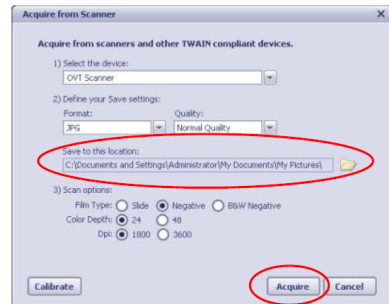 Acquire from Scanner
Acquire from scanners and other TWAIN compliant devices.
1) Select the device:
OVT Scanner
2) Define your Save settings:
Format: Quality:
JPG Normal Quality
Save to this location:
C:\Documents and Settings\Administrator\My Documents\My Pictures\
3) Scan options:
Film Type: Slide Negative B&W Negative
Color Depth: 24 48
Dpi: 1800 3600
Calibrate Acquire Cancel